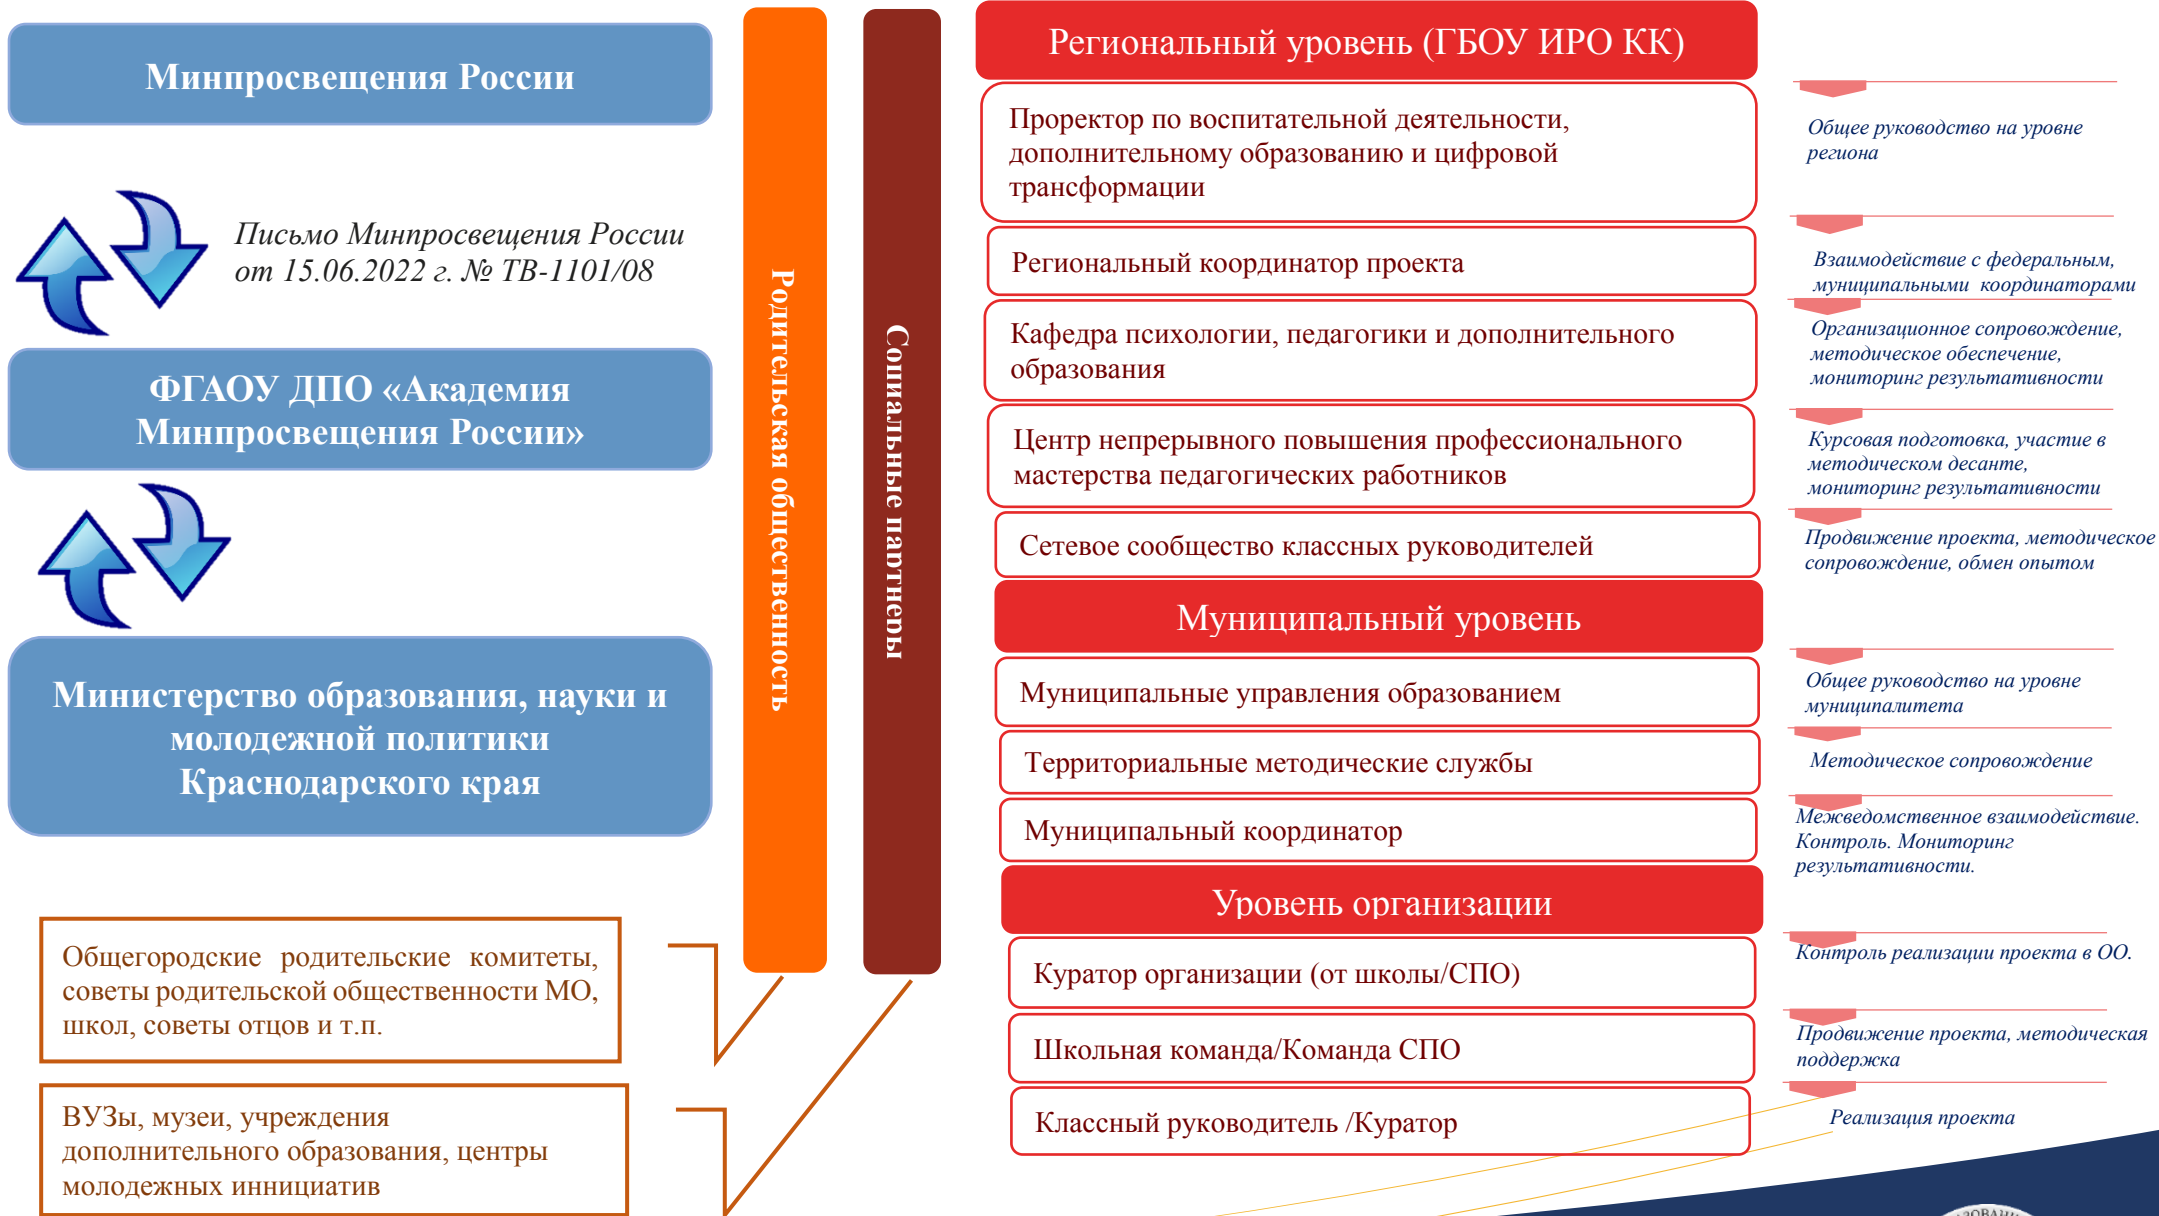 Минпросвещения России
Письмо Минпросвещения России
от 15.06.2022 г. № ТВ-1101/08
ФГАОУ ДПО «Академия
Минпросвещения России»
Министерство образования, науки и
молодежной политики
Краснодарского края
Общегородские родительские комитеты,
советы родительской общественности МО,
школ, советы отцов и т.п.
ВУЗы, музеи, учреждения
дополнительного образования, центры
молодежных иннициатив
Родительская общественность
Социальные партнеры
Региональный уровень (ГБОУ ИРО КК)
Проректор по воспитательной деятельности,
дополнительному образованию и цифровой
трансформации
Общее руководство на уровне
региона
Региональный координатор проекта
Взаимодействие с федеральным,
муниципальными координаторами
Кафедра психологии, педагогики и дополнительного
образования
Организационное сопровождение,
методическое обеспечение,
мониторинг результативности
Центр непрерывного повышения профессионального
мастерства педагогических работников
Курсовая подготовка, участие в
методическом десанте,
мониторинг результативности
Сетевое сообщество классных руководителей
Продвижение проекта, методическое
сопровождение, обмен опытом
Муниципальный уровень
Муниципальные управления образованием
Общее руководство на уровне
муниципалитета
Территориальные методические службы
Методическое сопровождение
Муниципальный координатор
Межведомственное взаимодействие.
Контроль. Мониторинг
результативности.
Уровень организации
Куратор организации (от школы/СПО)
Контроль реализации проекта в ОО.
Школьная команда/Команда СПО
Продвижение проекта, методическая
поддержка
Классный руководитель /Куратор
Реализация проекта